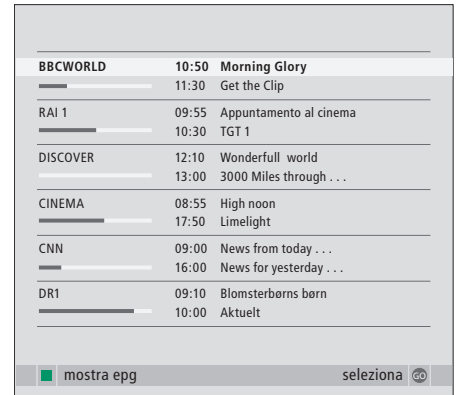 BBCWORLD 10:50 Morning Glory
11:30 Get the Clip
RAI 1 09:55 Appuntamento al cinema
10:30 TGT 1
DISCOVER 12:10 Wonderfull world
13:00 3000 Miles through . . .
CINEMA 08:55 High noon
17:50 Limelight
CNN 09:00 News from today . . .
16:00 News for yesterday . . .
DR1 09:10 Blomsterbørns børn
10:00 Aktuelt
mostra epg seleziona GO